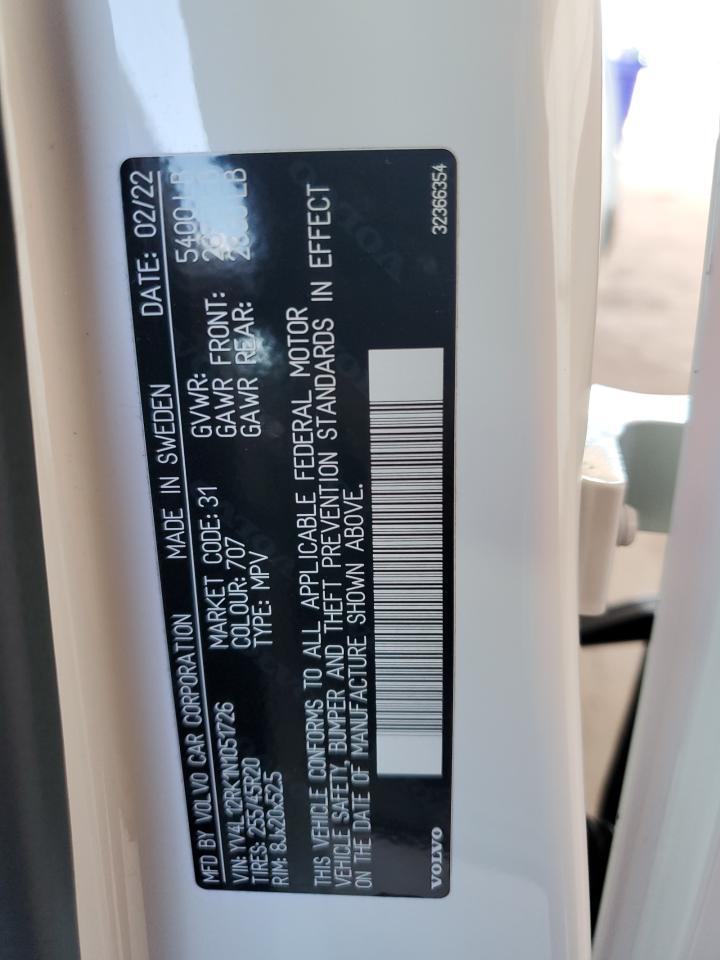 MFD BY VOLVO CAR CORPORATION MADE IN SWEDEN DATE: 02/22
VIN: YV4L12RK1N1051726 MARKET CODE: 31 GVWR: 5400 LB
TIRES: 255/45R20 COLOUR: 707 GAWR FRONT: LB
RIM: 8Jx20x52.5 TYPE: MPV GAWR REAR: LB
THIS VEHICLE CONFORMS TO ALL APPLICABLE FEDERAL MOTOR
VEHICLE SAFETY, BUMPER AND THEFT PREVENTION STANDARDS IN EFFECT
ON THE DATE OF MANUFACTURE SHOWN ABOVE.
VOLVO 32366354